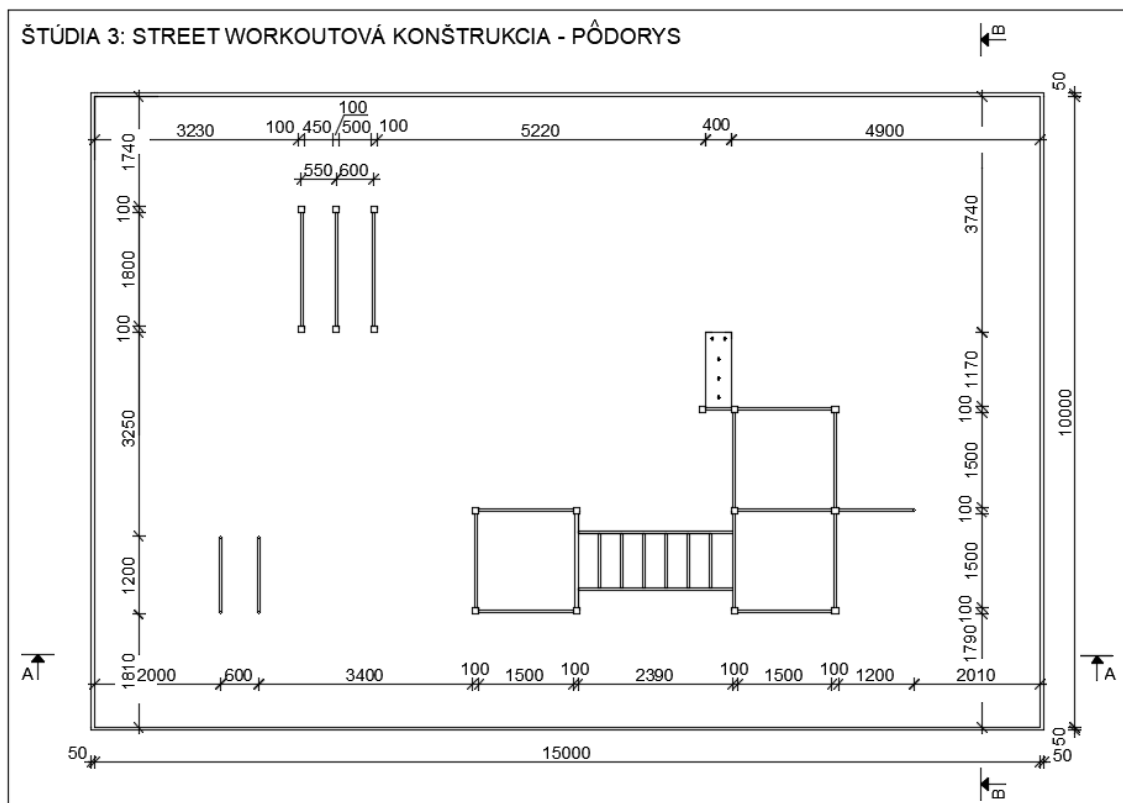 ŠTÚDIA 3: STREET WORKOUTOVÁ KONŠTRUKCIA - PÔDORYS
B
50
100
3230 100 450 500 100 5220 400 4900
1740
550 600
100
3740
1800
100
1170
100
10000
3250
1500
100
1200
1500
100
1790
1810
A
A
2000 600 3400 100 1500 100 2390 100 1500 100 1200 2010
50
50 15000 50
B